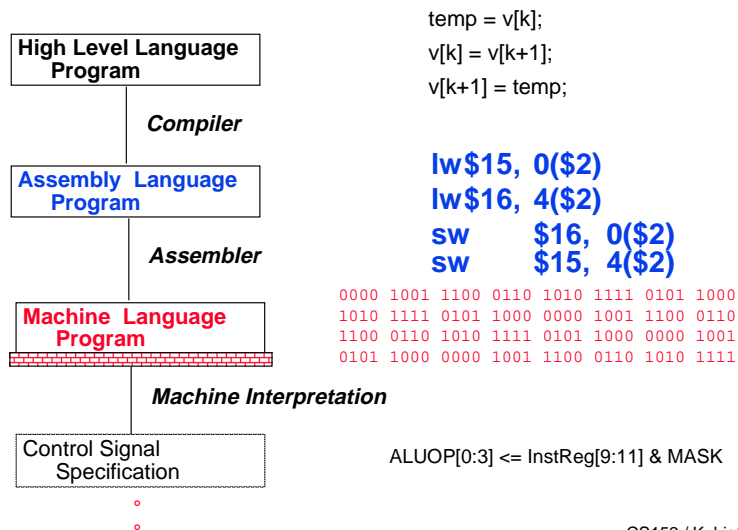 temp = v[k];
v[k] = v[k+1];
v[k+1] = temp;
High Level Language
Program
Compiler
lw$15, 0($2)
lw$16, 4($2)
sw $16, 0($2)
sw $15, 4($2)
Assembly Language
Program
Assembler
0000 1001 1100 0110 1010 1111 0101 1000
1010 1111 0101 1000 0000 1001 1100 0110
1100 0110 1010 1111 0101 1000 0000 1001
0101 1000 0000 1001 1100 0110 1010 1111
Machine Language
Program
Machine Interpretation
Control Signal
Specification
ALUOP[0:3] <= InstReg[9:11] & MASK